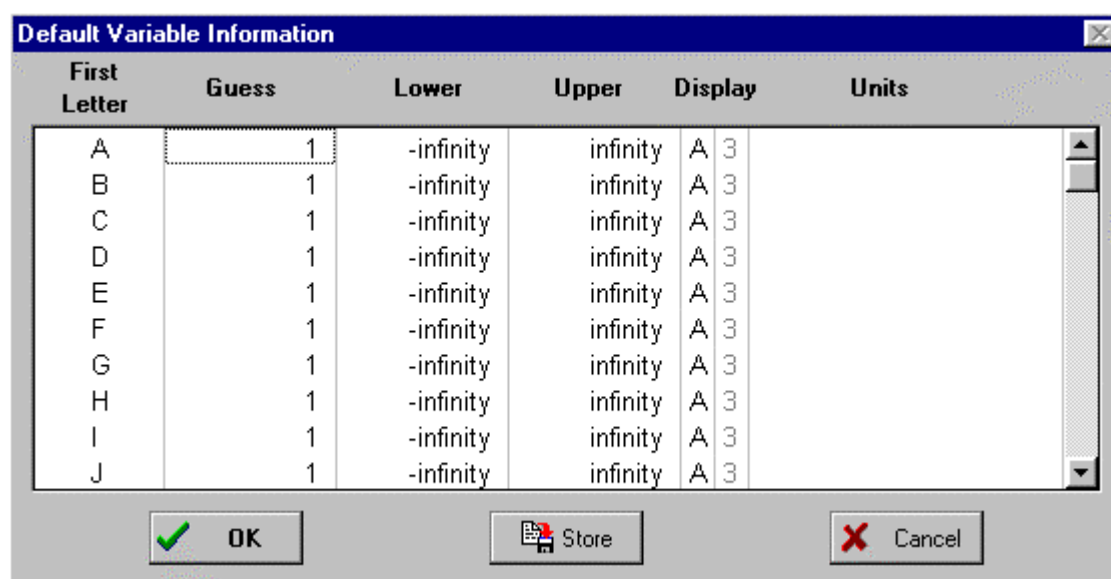 Default Variable Information
First Letter Guess Lower Upper Display Units
A 1 -infinity infinity A 3
B 1 -infinity infinity A 3
C 1 -infinity infinity A 3
D 1 -infinity infinity A 3
E 1 -infinity infinity A 3
F 1 -infinity infinity A 3
G 1 -infinity infinity A 3
H 1 -infinity infinity A 3
I 1 -infinity infinity A 3
J 1 -infinity infinity A 3
OK Store Cancel